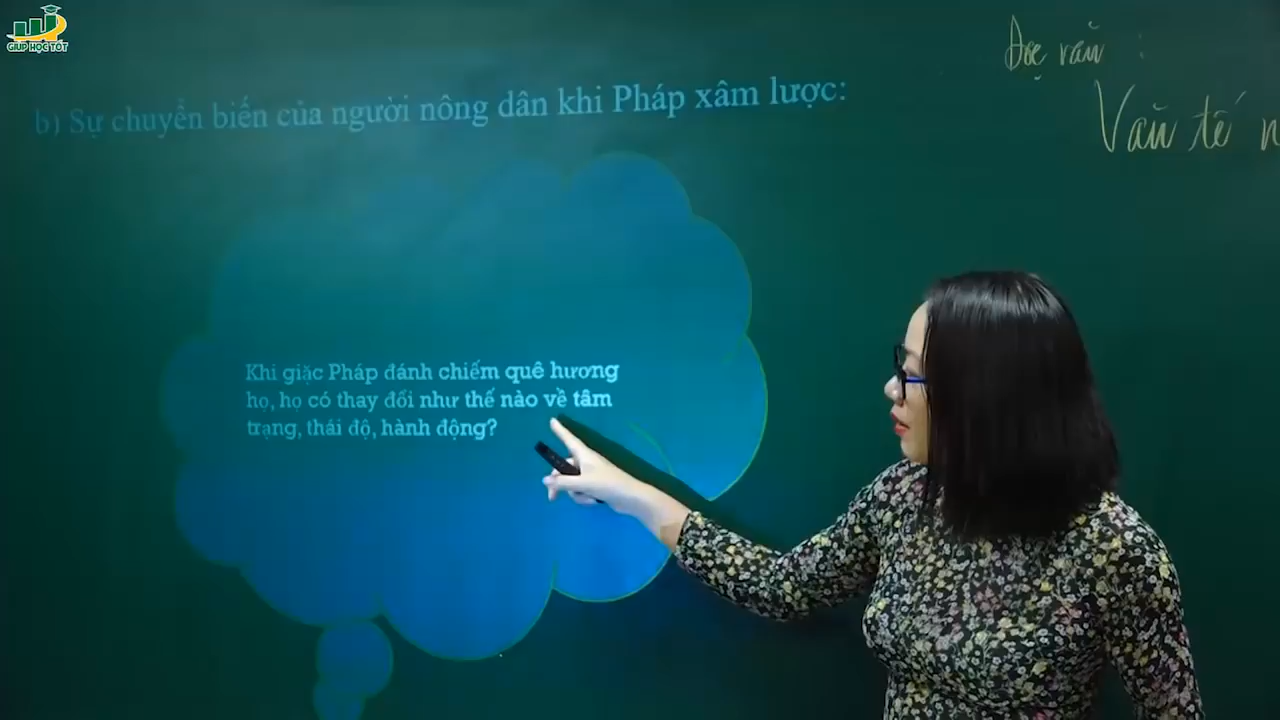 GIUP HỌC TỐT
Đọc văn :
Văn tế n
b) Sự chuyển biến của người nông dân khi Pháp xâm lược:
Khi giặc Pháp đánh chiếm quê hương
họ, họ có thay đổi như thế nào về tâm
trạng, thái độ, hành động?